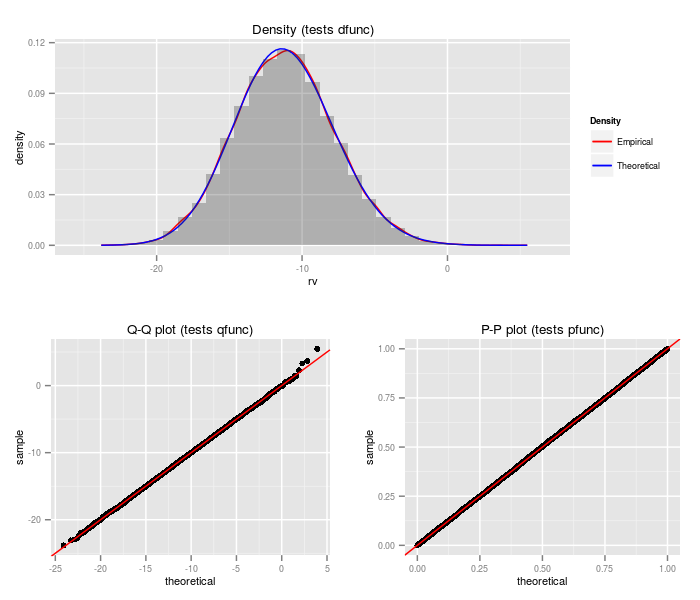 Density (tests dfunc)
0.12
0.09
0.06
0.03
0.00
density
-20
-10
0
rv
Density
Empirical
Theoretical
Q-Q plot (tests qfunc)
0
-10
-20
sample
-25
-20
-15
-10
-5
0
5
theoretical
P-P plot (tests pfunc)
1.00
0.75
0.50
0.25
0.00
sample
0.00
0.25
0.50
0.75
1.00
theoretical